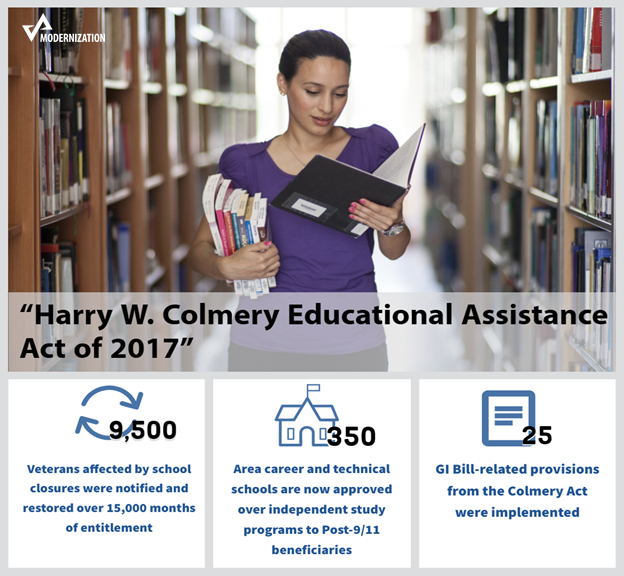 VA
MODERNIZATION
“Harry W. Colmery Educational Assistance
Act of 2017”
9,500
Veterans affected by school
closures were notified and
restored over 15,000 months
of entitlement
350
Area career and technical
schools are now approved
over independent study
programs to Post-9/11
beneficiaries
25
GI Bill-related provisions
from the Colmery Act
were implemented